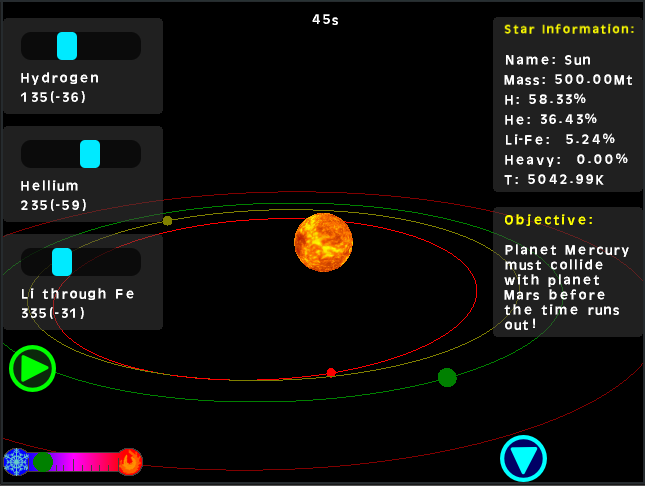 45s
Hydrogen
135(-36)
Hellium
235(-59)
Li through Fe
335(-31)
Star Information:
Name: Sun
Mass: 500.00Mt
H: 58.33%
He: 36.43%
Li-Fe: 5.24%
Heavy: 0.00%
T: 5042.99K
Objective:
Planet Mercury
must collide
with planet
Mars before
the time runs
out!